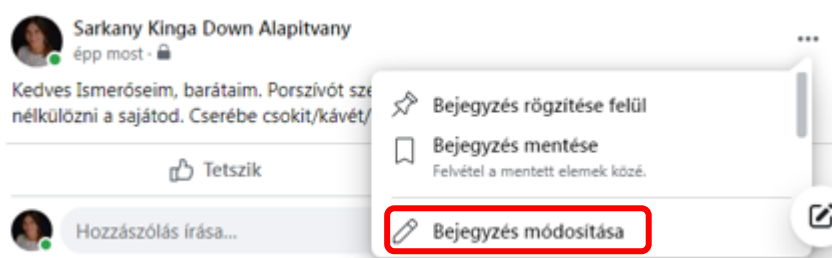 Sarkany Kinga Down Alapitvany
épp most ·
Kedves Ismerőseim, barátaim. Porszívót sze
nélkülözni a sajátod. Cserébe csokit/kávét/
Bejegyzés rögzítése felül
Bejegyzés mentése
Felvétel a mentett elemek közé.
Tetszik
Bejegyzés módosítása
Hozzászólás írása...